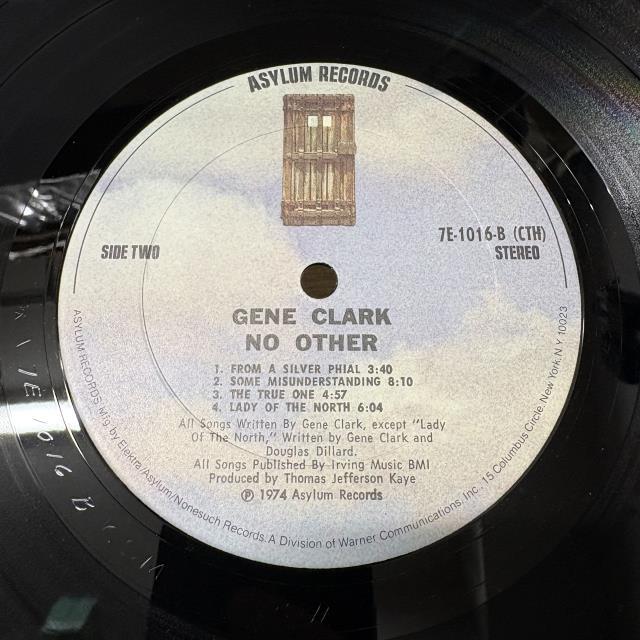 ASYLUM RECORDS
7E-1016-B (CTH)
SIDE TWO
STEREO
GENE CLARK
NO OTHER
1. FROM A SILVER PHIAL 3:40
2. SOME MISUNDERSTANDING 8:10
3. THE TRUE ONE 4:57
4. LADY OF THE NORTH 6:04
All Songs Written By Gene Clark, except "Lady
Of The North," Written by Gene Clark and
Douglas Dillard.
All Songs Published By Irving Music BMI
Produced by Thomas Jefferson Kaye
℗ 1974 Asylum Records
ASYLUM RECORDS, Mfg by Elektra/Asylum/Nonesuch Records. A Division of Warner Communications Inc. 15 Columbus Circle, New York, N Y 10023
7E 1016 B